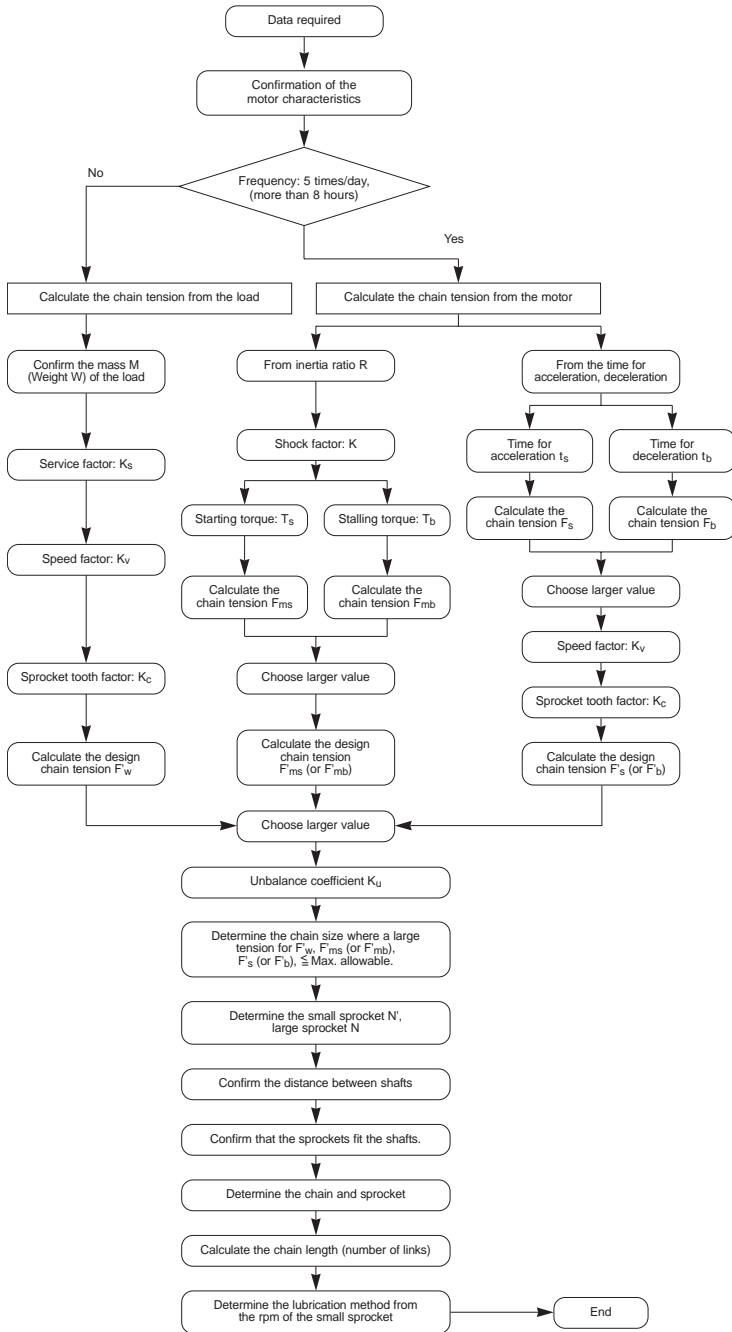 Data required
Confirmation of the
motor characteristics
Frequency: 5 times/day,
(more than 8 hours)
No
Yes
Calculate the chain tension from the load
Calculate the chain tension from the motor
Confirm the mass M
(Weight W) of the load
From inertia ratio R
From the time for
acceleration, deceleration
Service factor: Ks
Shock factor: K
Time for
acceleration ts
Time for
deceleration tb
Starting torque: Ts
Stalling torque: Tb
Calculate the
chain tension Fs
Calculate the
chain tension Fb
Speed factor: Kv
Calculate the
chain tension Fms
Calculate the
chain tension Fmb
Choose larger value
Speed factor: Kv
Sprocket tooth factor: Kc
Choose larger value
Sprocket tooth factor: Kc
Calculate the design
chain tension F'w
Calculate the design
chain tension
F'ms (or F'mb)
Calculate the design
chain tension F's (or F'b)
Choose larger value
Unbalance coefficient Ku
Determine the chain size where a large
tension for F'w, F'ms (or F'mb),
F's (or F'b), ≦Max. allowable.
Determine the small sprocket N',
large sprocket N
Confirm the distance between shafts
Confirm that the sprockets fit the shafts.
Determine the chain and sprocket
Calculate the chain length (number of links)
Determine the lubrication method from
the rpm of the small sprocket
End